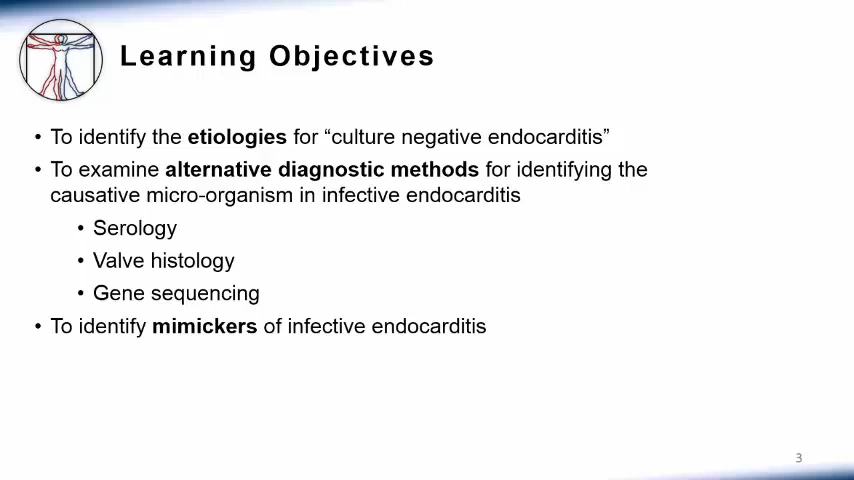 Learning Objectives
• To identify the etiologies for “culture negative endocarditis”
• To examine alternative diagnostic methods for identifying the
causative micro-organism in infective endocarditis
• Serology
• Valve histology
• Gene sequencing
• To identify mimickers of infective endocarditis
3